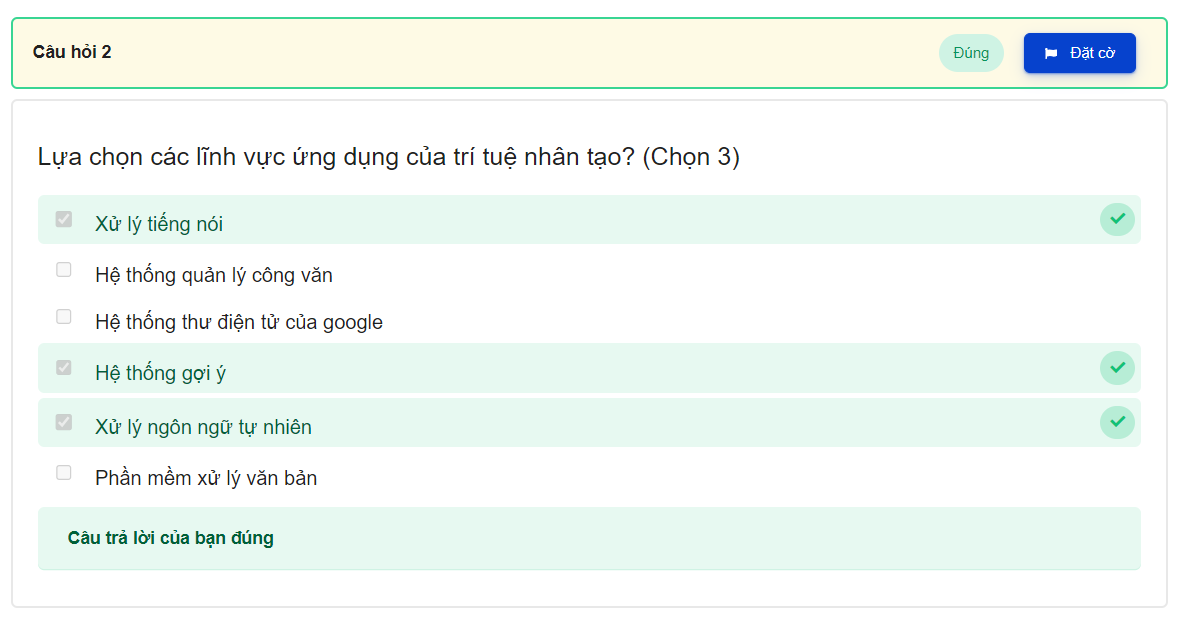 Câu hỏi 2
Đúng
Đặt cờ
Lựa chọn các lĩnh vực ứng dụng của trí tuệ nhân tạo? (Chọn 3)
Xử lý tiếng nói
Hệ thống quản lý công văn
Hệ thống thư điện tử của google
Hệ thống gợi ý
Xử lý ngôn ngữ tự nhiên
Phần mềm xử lý văn bản
Câu trả lời của bạn đúng